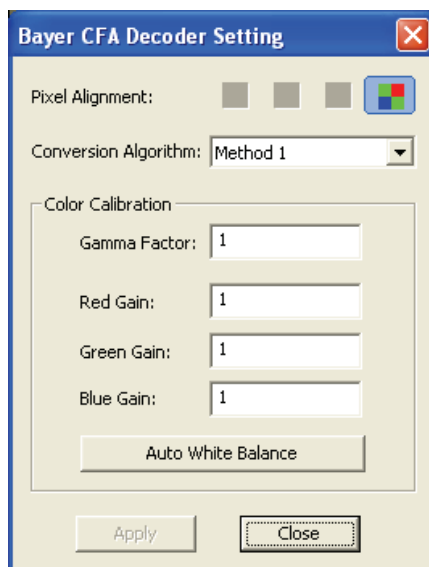 Bayer CFA Decoder Setting
Pixel Alignment:
Conversion Algorithm: Method 1
Color Calibration
Gamma Factor: 1
Red Gain: 1
Green Gain: 1
Blue Gain: 1
Auto White Balance
Apply Close